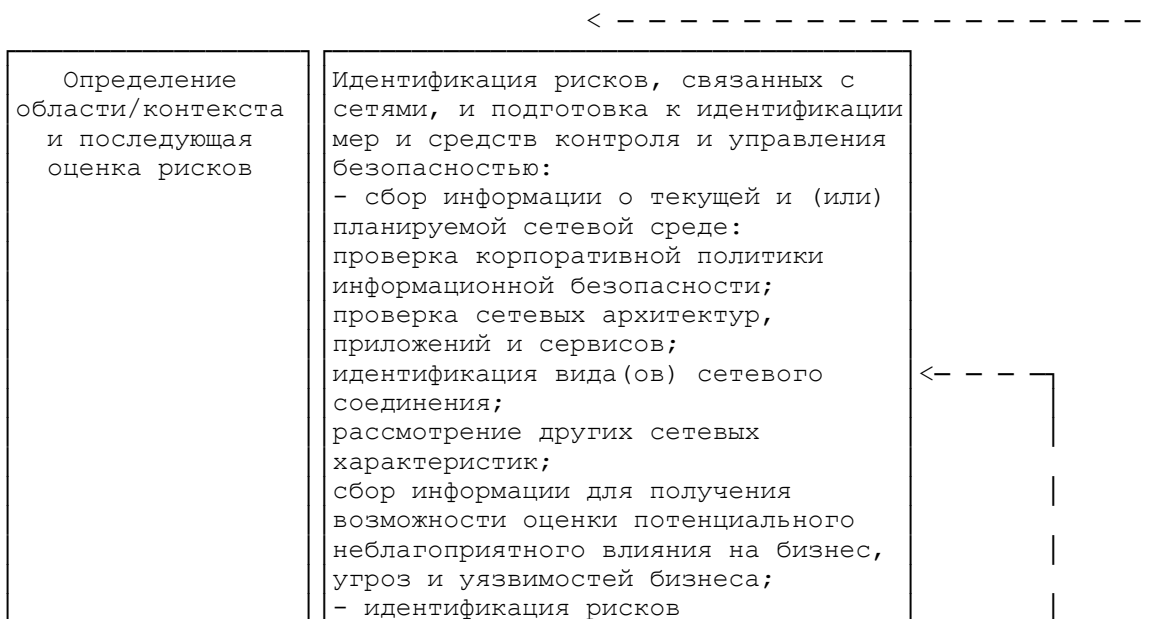 Определение
области/контекста
и последующая
оценка рисков
Идентификация рисков, связанных с
сетями, и подготовка к идентификации
мер и средств контроля и управления
безопасностью:
- сбор информации о текущей и (или)
планируемой сетевой среде:
проверка корпоративной политики
информационной безопасности;
проверка сетевых архитектур,
приложений и сервисов;
идентификация вида(ов) сетевого
соединения;
рассмотрение других сетевых
характеристик;
сбор информации для получения
возможности оценки потенциального
неблагоприятного влияния на бизнес,
угроз и уязвимостей бизнеса;
- идентификация рисков